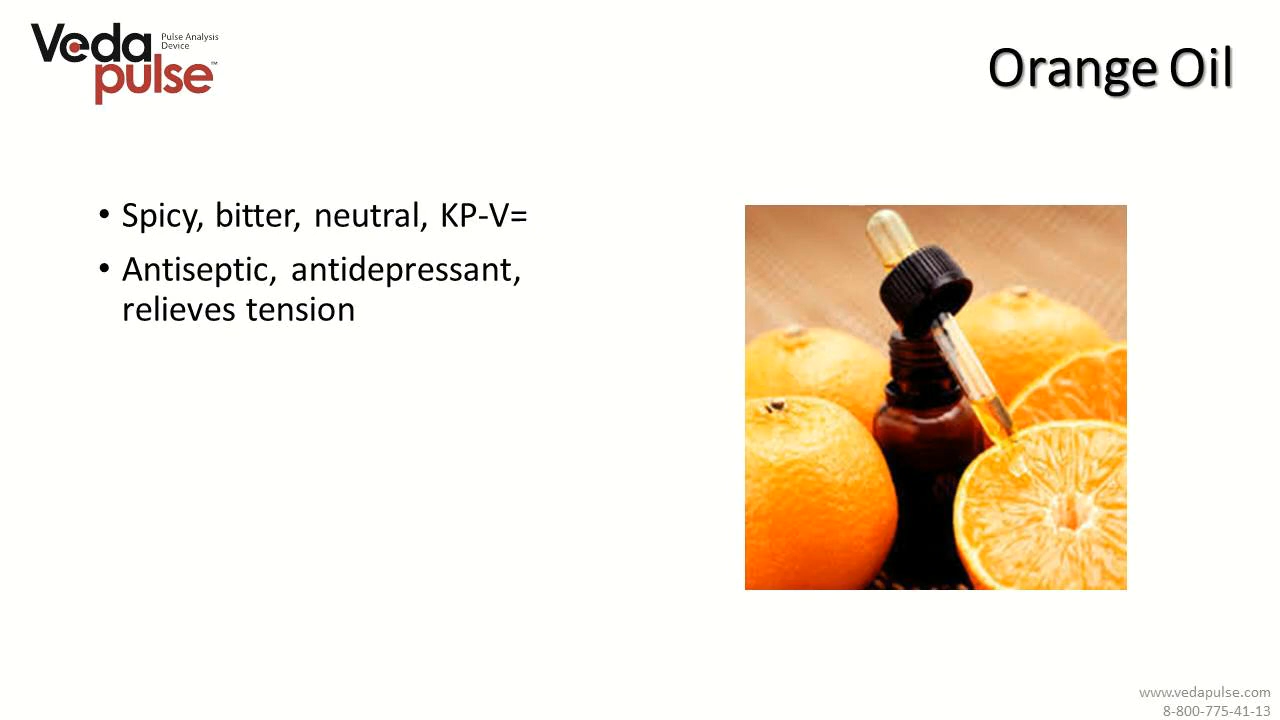 Veda
pulse™
Pulse Analysis
Device
Orange Oil
• Spicy, bitter, neutral, KP-V=
• Antiseptic, antidepressant,
relieves tension
www.vedapulse.com
8-800-775-41-13